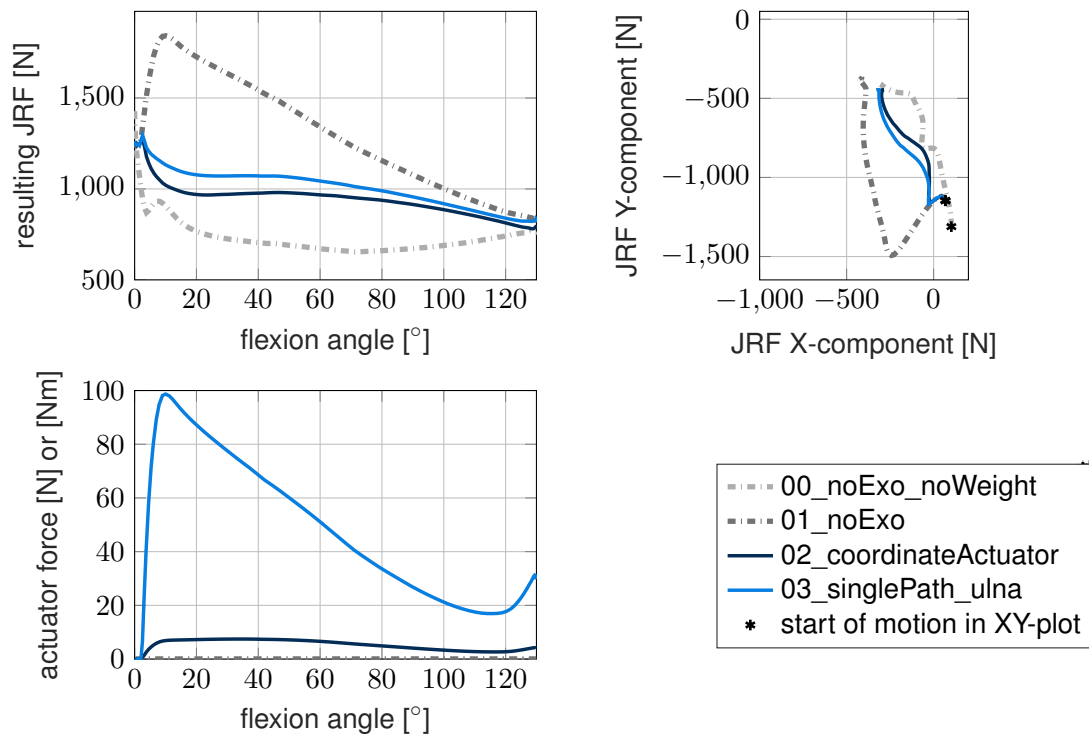 resulting JRF [N]
1,500
1,000
500
0 20 40 60 80 100 120
flexion angle [°]
JRF Y-component [N]
0
−500
−1,000
−1,500
−1,000 −500 0
JRF X-component [N]
actuator force [N] or [Nm]
100
80
60
40
20
0
0 20 40 60 80 100 120
flexion angle [°]
00_noExo_noWeight
01_noExo
02_coordinateActuator
03_singlePath_ulna
start of motion in XY-plot